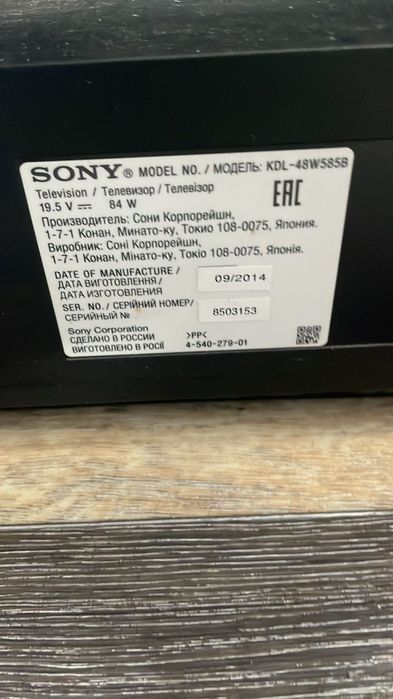 SONY® MODEL NO. / МОДЕЛЬ: KDL-48W585B
Television / Телевизор / Телевізор
19.5 V ⎓ 84 W
EAC
Производитель: Сони Корпорейшн,
1-7-1 Конан, Минато-ку, Токио 108-0075, Япония.
Виробник: Соні Корпорейшн,
1-7-1 Конан, Мінато-ку, Токіо 108-0075, Японія.
DATE OF MANUFACTURE /
ДАТА ВИГОТОВЛЕННЯ /
ДАТА ИЗГОТОВЛЕНИЯ
09/2014
SER. NO./ СЕРІЙНИЙ НОМЕР/
СЕРИЙНЫЙ №
8503153
Sony Corporation
СДЕЛАНО В РОССИИ
ВИГОТОВЛЕНО В РОСІЇ
>PP<
4-540-279-01